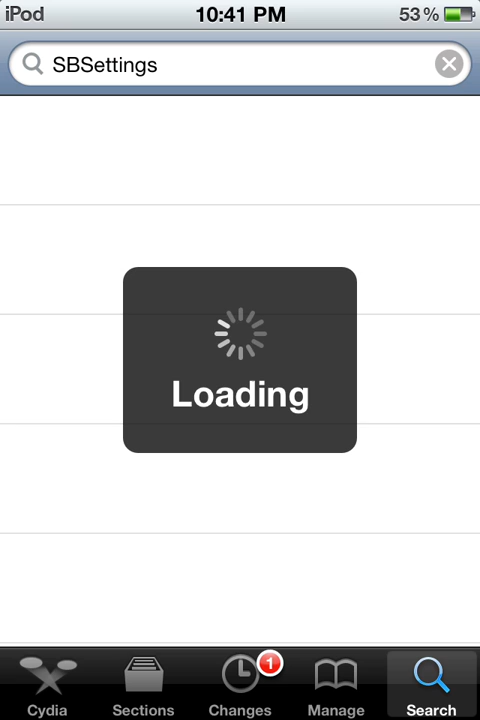 iPod 10:41 PM 53%
SBSettings
Loading
1
Cydia Sections Changes Manage Search